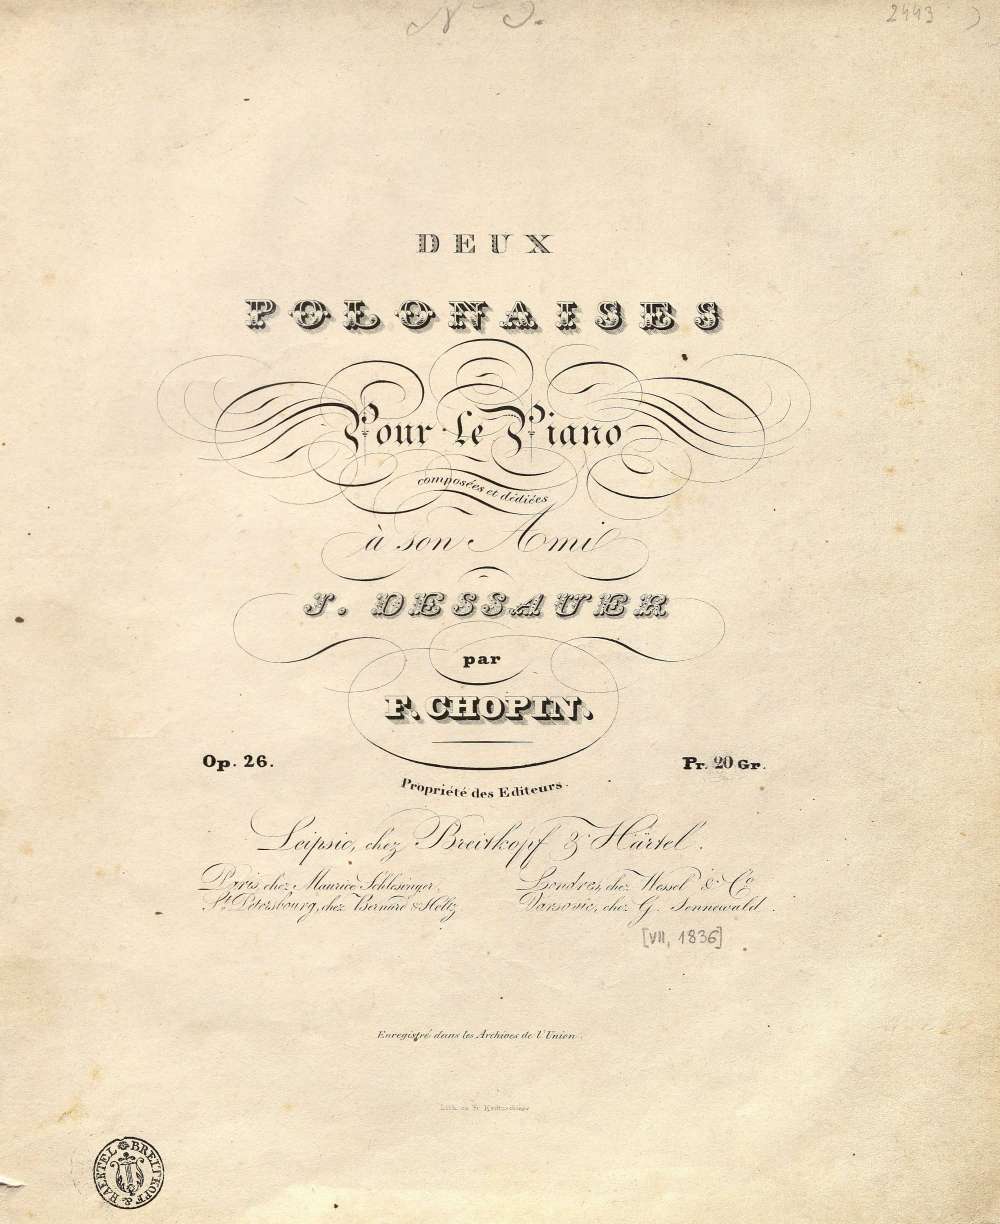 Nº 9.
2443
DEUX
POLONAISES
Pour Le Piano
composées et dédiées
à son Ami
J. DESSAUER
par
F. CHOPIN.
Op. 26.
Pr. 20 Gr.
Propriété des Editeurs.
Leipsic, chez Breitkopf & Härtel.
Paris, chez Maurice Schlesinger.
Londres, chez Wessel & Cº
St. Pétersbourg, chez Bernard & Holtz
Varsovie, chez G. Sennewald.
[VII, 1836]
Enregistré dans les Archives de l'Union.
BREITKOPF & HAERTEL